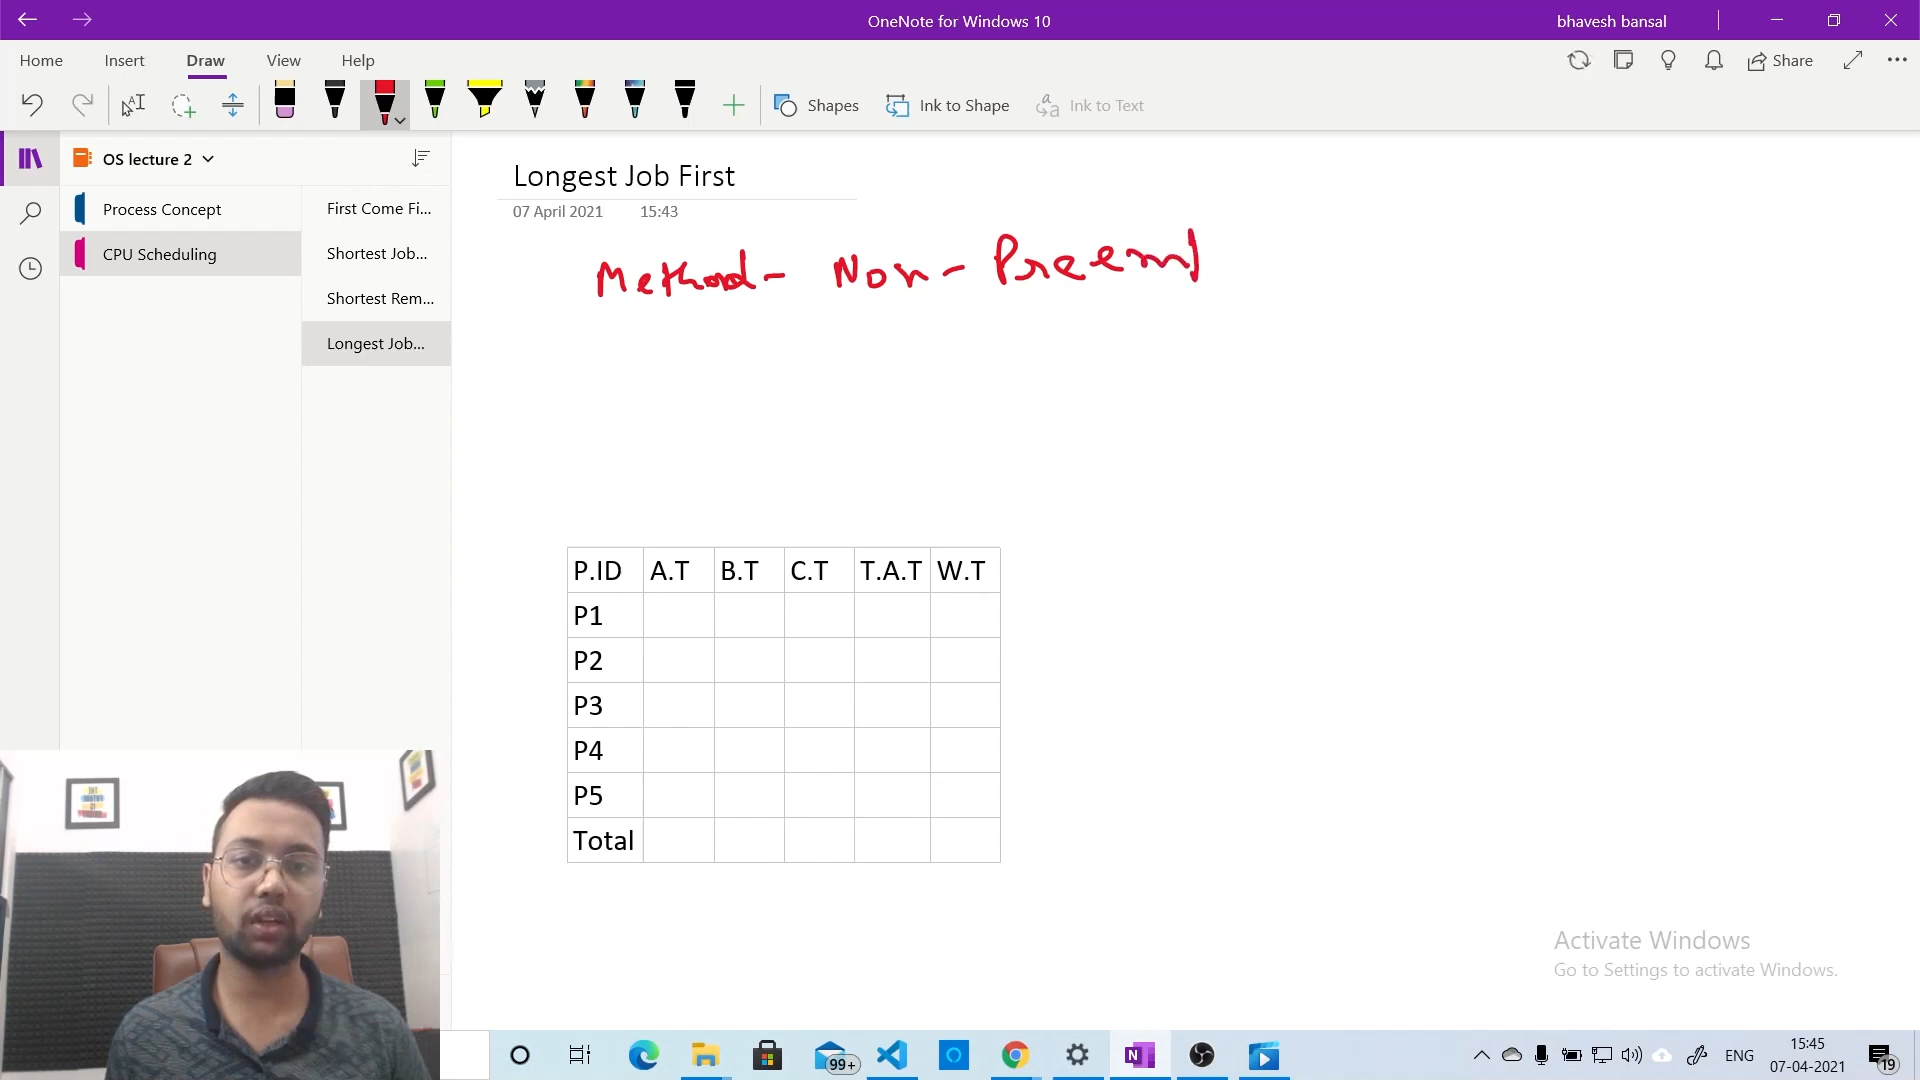 OneNote for Windows 10
bhavesh bansal
Home Insert Draw View Help
Share
Shapes Ink to Shape Ink to Text
OS lecture 2
Process Concept
CPU Scheduling
First Come Fi...
Shortest Job...
Shortest Rem...
Longest Job...
Longest Job First
07 April 2021 15:43
Method - Non - Preemt
P.ID A.T B.T C.T T.A.T W.T
P1
P2
P3
P4
P5
Total
Activate Windows
Go to Settings to activate Windows.
99+
ENG
15:45
07-04-2021
19